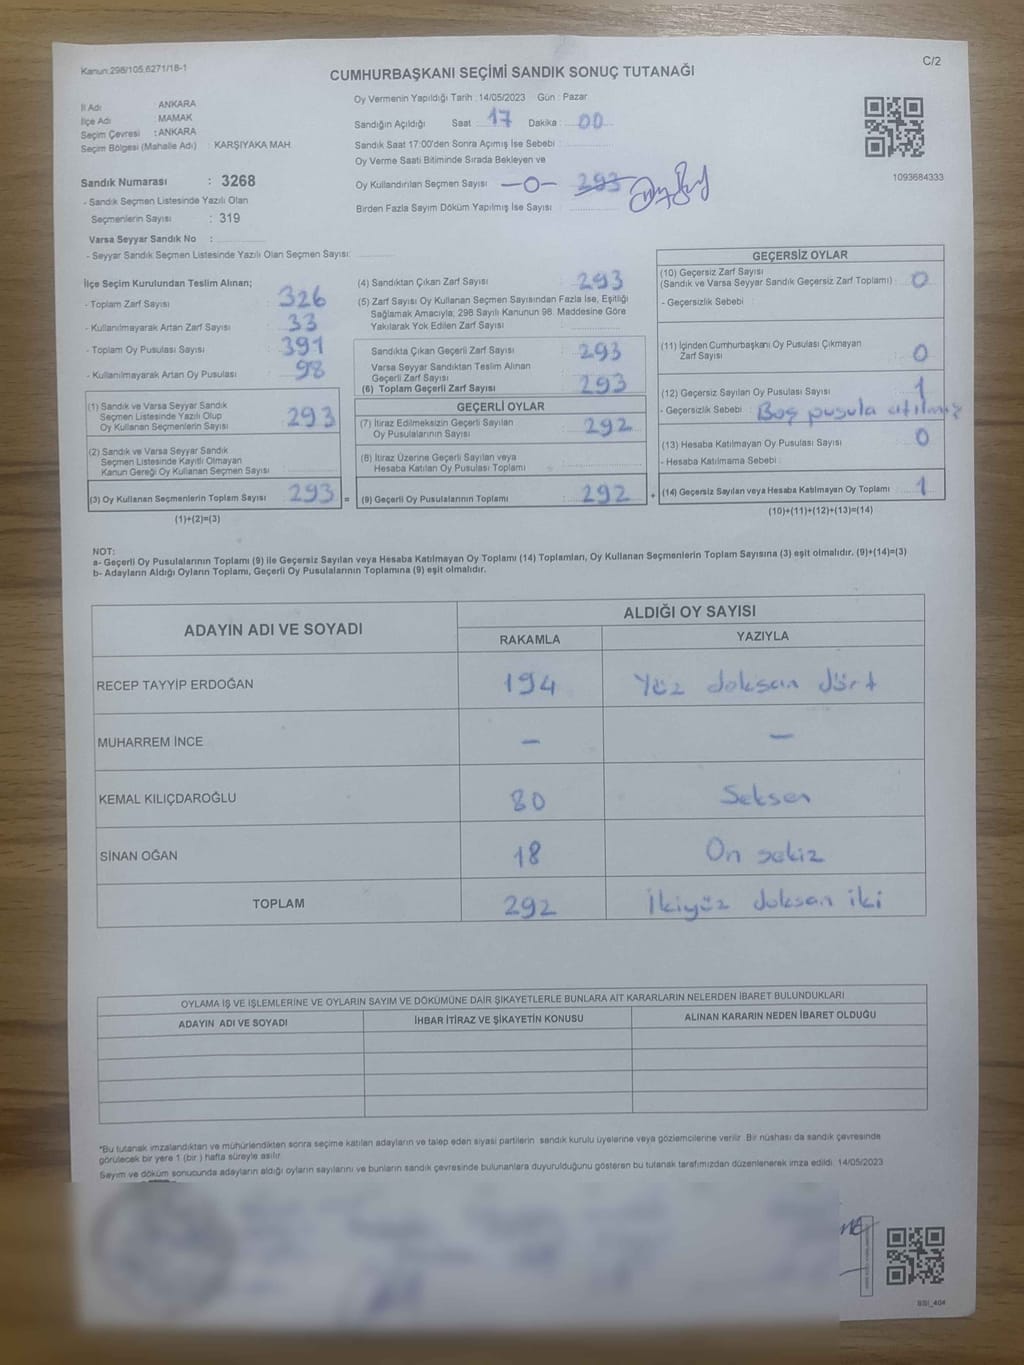 Kanun:298/105,6271/18-1
C/2
CUMHURBAŞKANI SEÇİMİ SANDIK SONUÇ TUTANAĞI
İl Adı : ANKARA
İlçe Adı : MAMAK
Seçim Çevresi : ANKARA
Seçim Bölgesi (Mahalle Adı) : KARŞIYAKA MAH.
Oy Vermenin Yapıldığı Tarih : 14/05/2023 Gün : Pazar
Sandığın Açıldığı Saat : 17 Dakika : 00
Sandık Saat 17:00'den Sonra Açımış İse Sebebi :
Oy Verme Saati Bitiminde Sırada Bekleyen ve
Oy Kullandırılan Seçmen Sayısı —0— 293
Birden Fazla Sayım Döküm Yapılmış İse Sayısı :
1093684333
Sandık Numarası : 3268
- Sandık Seçmen Listesinde Yazılı Olan
Seçmenlerin Sayısı : 319
Varsa Seyyar Sandık No :
- Seyyar Sandık Seçmen Listesinde Yazılı Olan Seçmen Sayısı:
İlçe Seçim Kurulundan Teslim Alınan;
- Toplam Zarf Sayısı : 326
- Kullanılmayarak Artan Zarf Sayısı : 33
- Toplam Oy Pusulası Sayısı : 391
- Kullanılmayarak Artan Oy Pusulası : 98
(1) Sandık ve Varsa Seyyar Sandık
Seçmen Listesinde Yazılı Olup
Oy Kullanan Seçmenlerin Sayısı : 293
(2) Sandık ve Varsa Seyyar Sandık
Seçmen Listesinde Kayıtlı Olmayan
Kanun Gereği Oy Kullanan Seçmen Sayısı :
(3) Oy Kullanan Seçmenlerin Toplam Sayısı : 293 =
(1)+(2)=(3)
(4) Sandıktan Çıkan Zarf Sayısı : 293
(5) Zarf Sayısı Oy Kullanan Seçmen Sayısından Fazla İse, Eşitliği
Sağlamak Amacıyla; 298 Sayılı Kanunun 98. Maddesine Göre
Yakılarak Yok Edilen Zarf Sayısı :
Sandıkta Çıkan Geçerli Zarf Sayısı : 293
Varsa Seyyar Sandıktan Teslim Alınan
Geçerli Zarf Sayısı :
(6) Toplam Geçerli Zarf Sayısı : 293
GEÇERLİ OYLAR
(7) İtiraz Edilmeksizin Geçerli Sayılan
Oy Pusulalarının Sayısı : 292
(8) İtiraz Üzerine Geçerli Sayılan veya
Hesaba Katılan Oy Pusulası Toplamı :
(9) Geçerli Oy Pusulalarının Toplamı : 292 +
GEÇERSİZ OYLAR
(10) Geçersiz Zarf Sayısı
(Sandık ve Varsa Seyyar Sandık Geçersiz Zarf Toplamı) : 0
- Geçersizlik Sebebi :
(11) İçinden Cumhurbaşkanı Oy Pusulası Çıkmayan
Zarf Sayısı : 0
(12) Geçersiz Sayılan Oy Pusulası Sayısı : 1
- Geçersizlik Sebebi : Boş pusula atılmış
(13) Hesaba Katılmayan Oy Pusulası Sayısı : 0
- Hesaba Katılmama Sebebi :
(14) Geçersiz Sayılan veya Hesaba Katılmayan Oy Toplamı : 1
(10)+(11)+(12)+(13)=(14)
NOT:
a- Geçerli Oy Pusulalarının Toplamı (9) ile Geçersiz Sayılan veya Hesaba Katılmayan Oy Toplamı (14) Toplamları, Oy Kullanan Seçmenlerin Toplam Sayısına (3) eşit olmalıdır. (9)+(14)=(3)
b- Adayların Aldığı Oyların Toplamı, Geçerli Oy Pusulalarının Toplamına (9) eşit olmalıdır.
ADAYIN ADI VE SOYADI
ALDIĞI OY SAYISI
RAKAMLA YAZIYLA
RECEP TAYYİP ERDOĞAN 194 Yüz doksan dört
MUHARREM İNCE — —
KEMAL KILIÇDAROĞLU 80 Seksen
SİNAN OĞAN 18 On sekiz
TOPLAM 292 İkiyüz doksan iki
OYLAMA İŞ VE İŞLEMLERİNE VE OYLARIN SAYIM VE DÖKÜMÜNE DAİR ŞİKAYETLERLE BUNLARA AİT KARARLARIN NELERDEN İBARET BULUNDUKLARI
ADAYIN ADI VE SOYADI İHBAR İTİRAZ VE ŞİKAYETİN KONUSU ALINAN KARARIN NEDEN İBARET OLDUĞU
*Bu tutanak imzalandıktan ve mühürlendikten sonra seçime katılan adayların ve talep eden siyasi partilerin sandık kurulu üyelerine veya gözlemcilerine verilir. Bir nüshası da sandık çevresinde
görülecek bir yere 1 (bir ) hafta süreyle asılır.
Sayım ve döküm sonucunda adayların aldığı oyların sayılarını ve bunların sandık çevresinde bulunanlara duyurulduğunu gösteren bu tutanak tarafımızdan düzenlenerek imza edildi. 14/05/2023
BSI_404